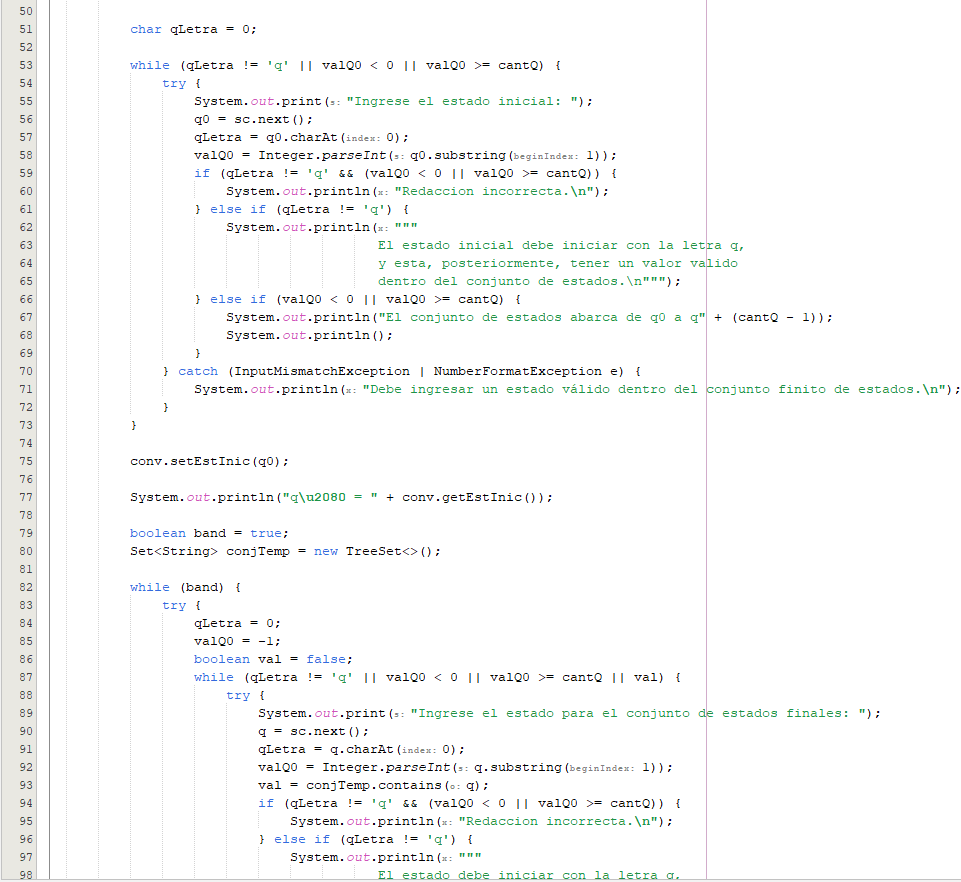 50
51 char qLetra = 0;
52
53 while (qLetra != 'q' || valQ0 < 0 || valQ0 >= cantQ) {
54 try {
55 System.out.print(s: "Ingrese el estado inicial: ");
56 q0 = sc.next();
57 qLetra = q0.charAt(index: 0);
58 valQ0 = Integer.parseInt(s: q0.substring(beginIndex: 1));
59 if (qLetra != 'q' && (valQ0 < 0 || valQ0 >= cantQ)) {
60 System.out.println(x: "Redaccion incorrecta.\n");
61 } else if (qLetra != 'q') {
62 System.out.println(x: """
63 El estado inicial debe iniciar con la letra q,
64 y esta, posteriormente, tener un valor valido
65 dentro del conjunto de estados.\n""");
66 } else if (valQ0 < 0 || valQ0 >= cantQ) {
67 System.out.println("El conjunto de estados abarca de q0 a q" + (cantQ - 1));
68 System.out.println();
69 }
70 } catch (InputMismatchException | NumberFormatException e) {
71 System.out.println(x: "Debe ingresar un estado válido dentro del conjunto finito de estados.\n");
72 }
73 }
74
75 conv.setEstInic(q0);
76
77 System.out.println("q\u2080 = " + conv.getEstInic());
78
79 boolean band = true;
80 Set<String> conjTemp = new TreeSet<>();
81
82 while (band) {
83 try {
84 qLetra = 0;
85 valQ0 = -1;
86 boolean val = false;
87 while (qLetra != 'q' || valQ0 < 0 || valQ0 >= cantQ || val) {
88 try {
89 System.out.print(s: "Ingrese el estado para el conjunto de estados finales: ");
90 q = sc.next();
91 qLetra = q.charAt(index: 0);
92 valQ0 = Integer.parseInt(s: q.substring(beginIndex: 1));
93 val = conjTemp.contains(o: q);
94 if (qLetra != 'q' && (valQ0 < 0 || valQ0 >= cantQ)) {
95 System.out.println(x: "Redaccion incorrecta.\n");
96 } else if (qLetra != 'q') {
97 System.out.println(x: """
98 El estado debe iniciar con la letra q,